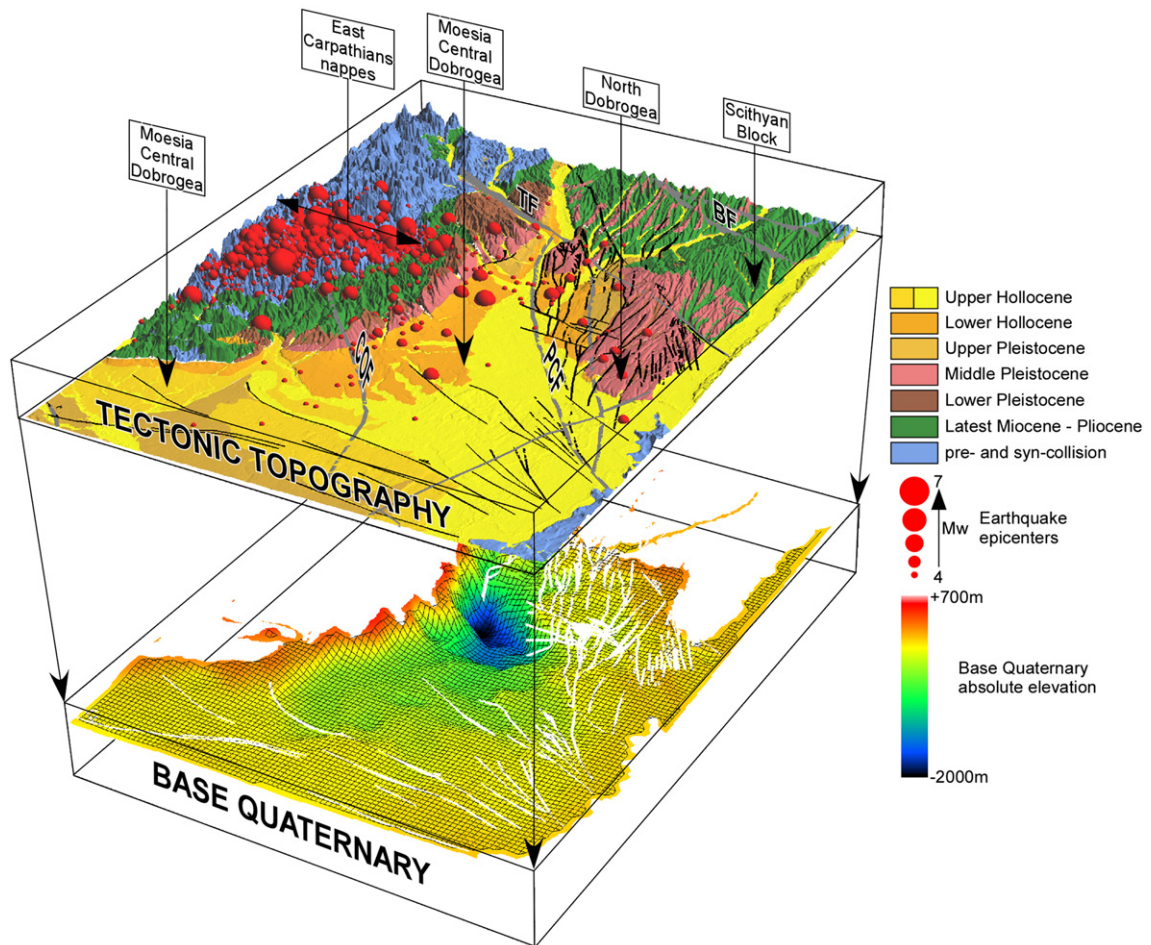 East
Carpathians
nappes
Moesia
Central
Dobrogea
North
Dobrogea
Scithyan
Block
Moesia
Central
Dobrogea
TF
BF
COF
PCF
TECTONIC TOPOGRAPHY
BASE QUATERNARY
Upper Hollocene
Lower Hollocene
Upper Pleistocene
Middle Pleistocene
Lower Pleistocene
Latest Miocene - Pliocene
pre- and syn-collision
7
Mw
Earthquake
epicenters
4
+700m
Base Quaternary
absolute elevation
-2000m